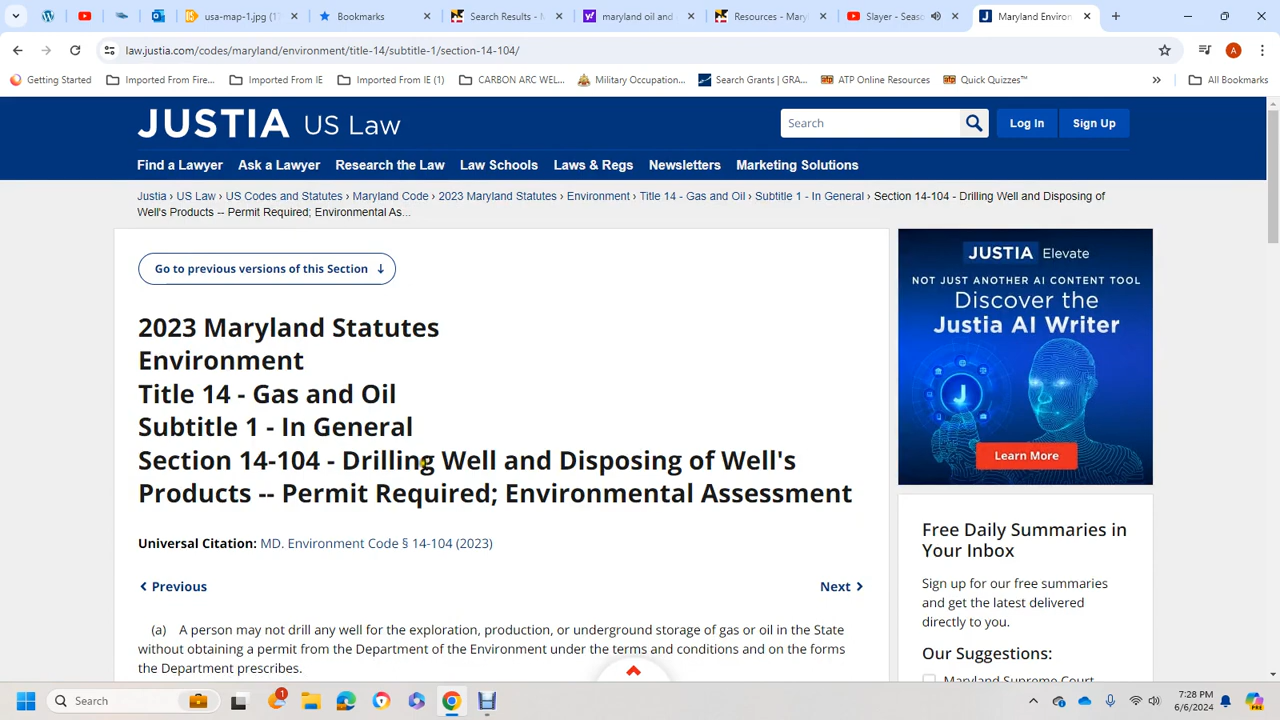 usa-map-1.jpg (1
Bookmarks
Search Results - M
maryland oil and
Resources - Mary
Slayer - Seas
Maryland Environ
law.justia.com/codes/maryland/environment/title-14/subtitle-1/section-14-104/
A
Getting Started
Imported From Fire...
Imported From IE
Imported From IE (1)
CARBON ARC WEL...
Military Occupation...
Search Grants | GRA...
ATP Online Resources
Quick Quizzes™
»
All Bookmarks
JUSTIA US Law
Search
Log In
Sign Up
Find a Lawyer
Ask a Lawyer
Research the Law
Law Schools
Laws & Regs
Newsletters
Marketing Solutions
Justia › US Law › US Codes and Statutes › Maryland Code › 2023 Maryland Statutes › Environment › Title 14 - Gas and Oil › Subtitle 1 - In General › Section 14-104 - Drilling Well and Disposing of
Well's Products -- Permit Required; Environmental As...
Go to previous versions of this Section ↓
2023 Maryland Statutes
Environment
Title 14 - Gas and Oil
Subtitle 1 - In General
Section 14-104 - Drilling Well and Disposing of Well's
Products -- Permit Required; Environmental Assessment
Universal Citation: MD. Environment Code § 14-104 (2023)
Previous
Next
(a) A person may not drill any well for the exploration, production, or underground storage of gas or oil in the State
without obtaining a permit from the Department of the Environment under the terms and conditions and on the forms
the Department prescribes.
JUSTIA Elevate
NOT JUST ANOTHER AI CONTENT TOOL
Discover the
Justia AI Writer
J
Learn More
Free Daily Summaries in
Your Inbox
Sign up for our free summaries
and get the latest delivered
directly to you.
Our Suggestions:
Maryland Supreme Court
Search
1
7:28 PM
6/6/2024